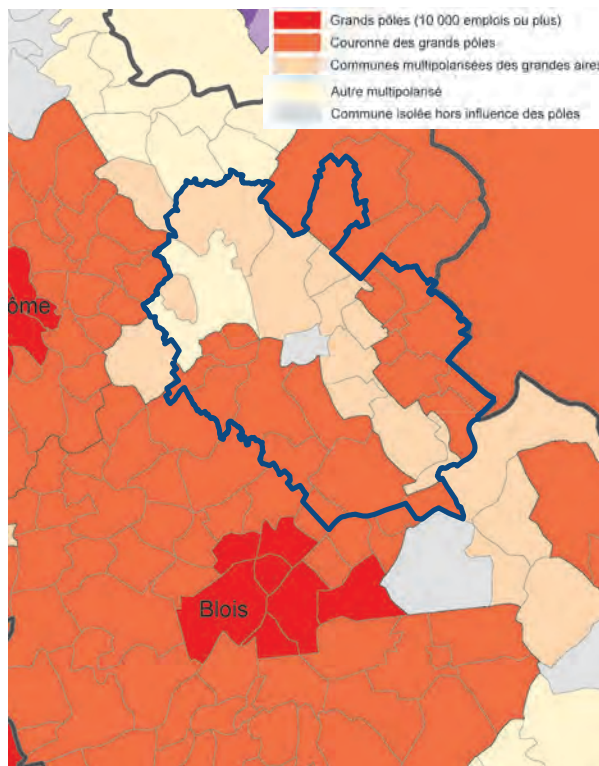 Grands pôles (10 000 emplois ou plus)
Couronne des grands pôles
Communes multipolarisées des grandes aires
Autre multipolarisé
Commune isolée hors influence des pôles
ôme
Blois